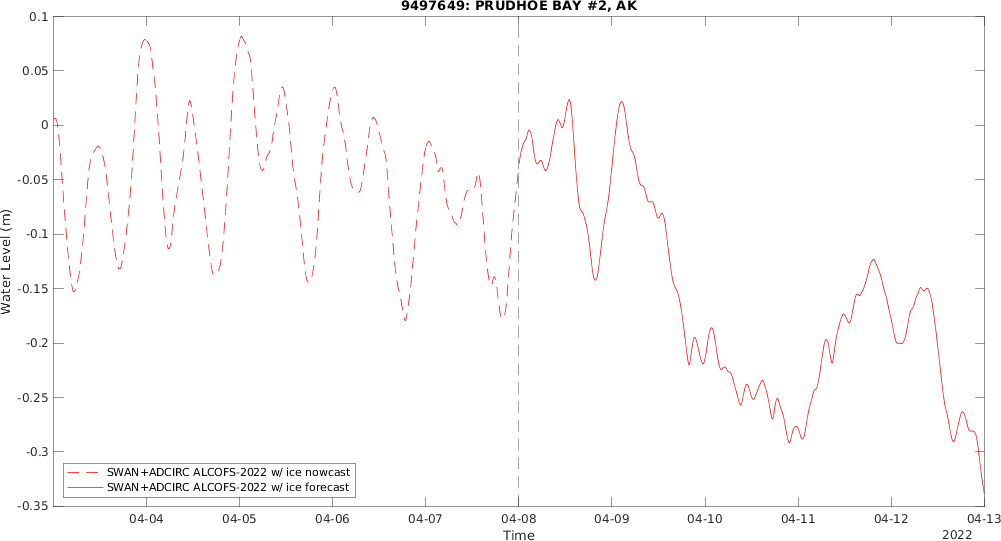 9497649: PRUDHOE BAY #2, AK
0.1
0.05
0
-0.05
-0.1
-0.15
-0.2
-0.25
-0.3
-0.35
Water Level (m)
SWAN+ADCIRC ALCOFS-2022 w/ ice nowcast
SWAN+ADCIRC ALCOFS-2022 w/ ice forecast
04-04 04-05 04-06 04-07 04-08 04-09 04-10 04-11 04-12 04-13
Time
2022